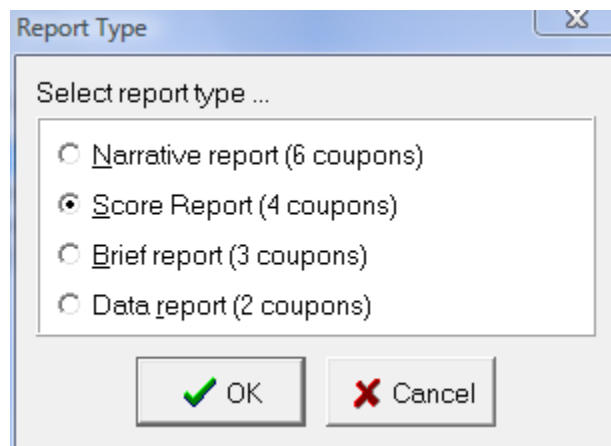 Report Type
Select report type ...
Narrative report (6 coupons)
Score Report (4 coupons)
Brief report (3 coupons)
Data report (2 coupons)
OK
Cancel